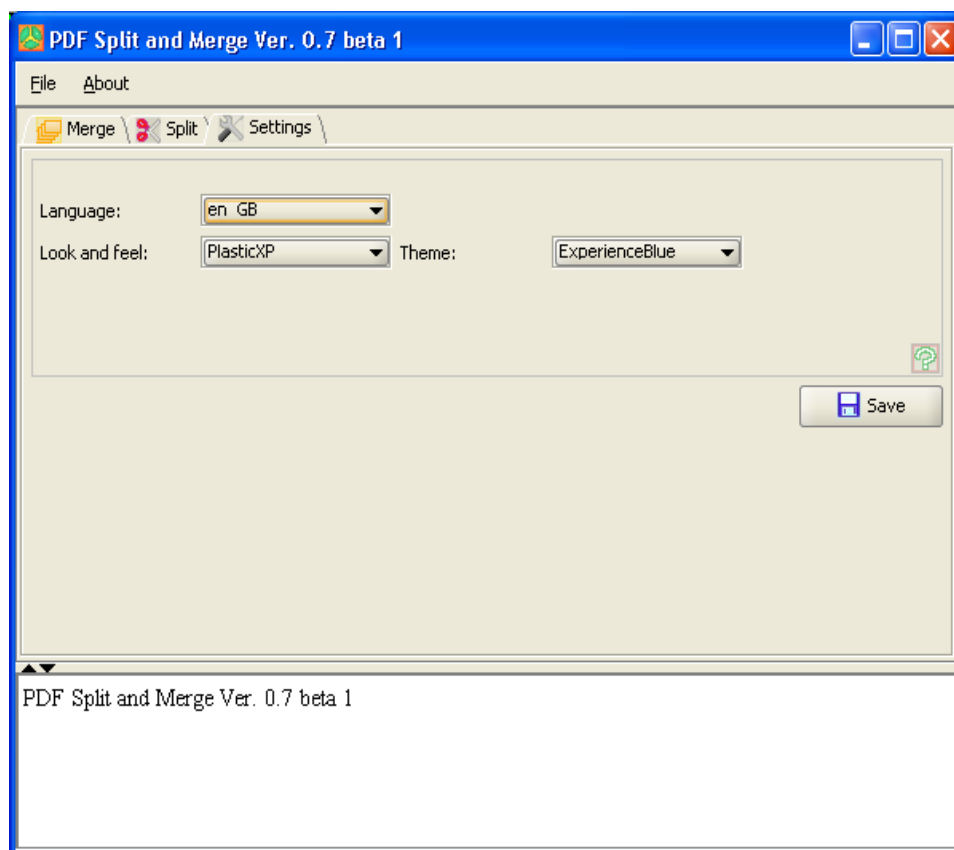 PDF Split and Merge Ver. 0.7 beta 1
File About
Merge Split Settings
Language: en GB
Look and feel: PlasticXP Theme: ExperienceBlue
Save
PDF Split and Merge Ver. 0.7 beta 1